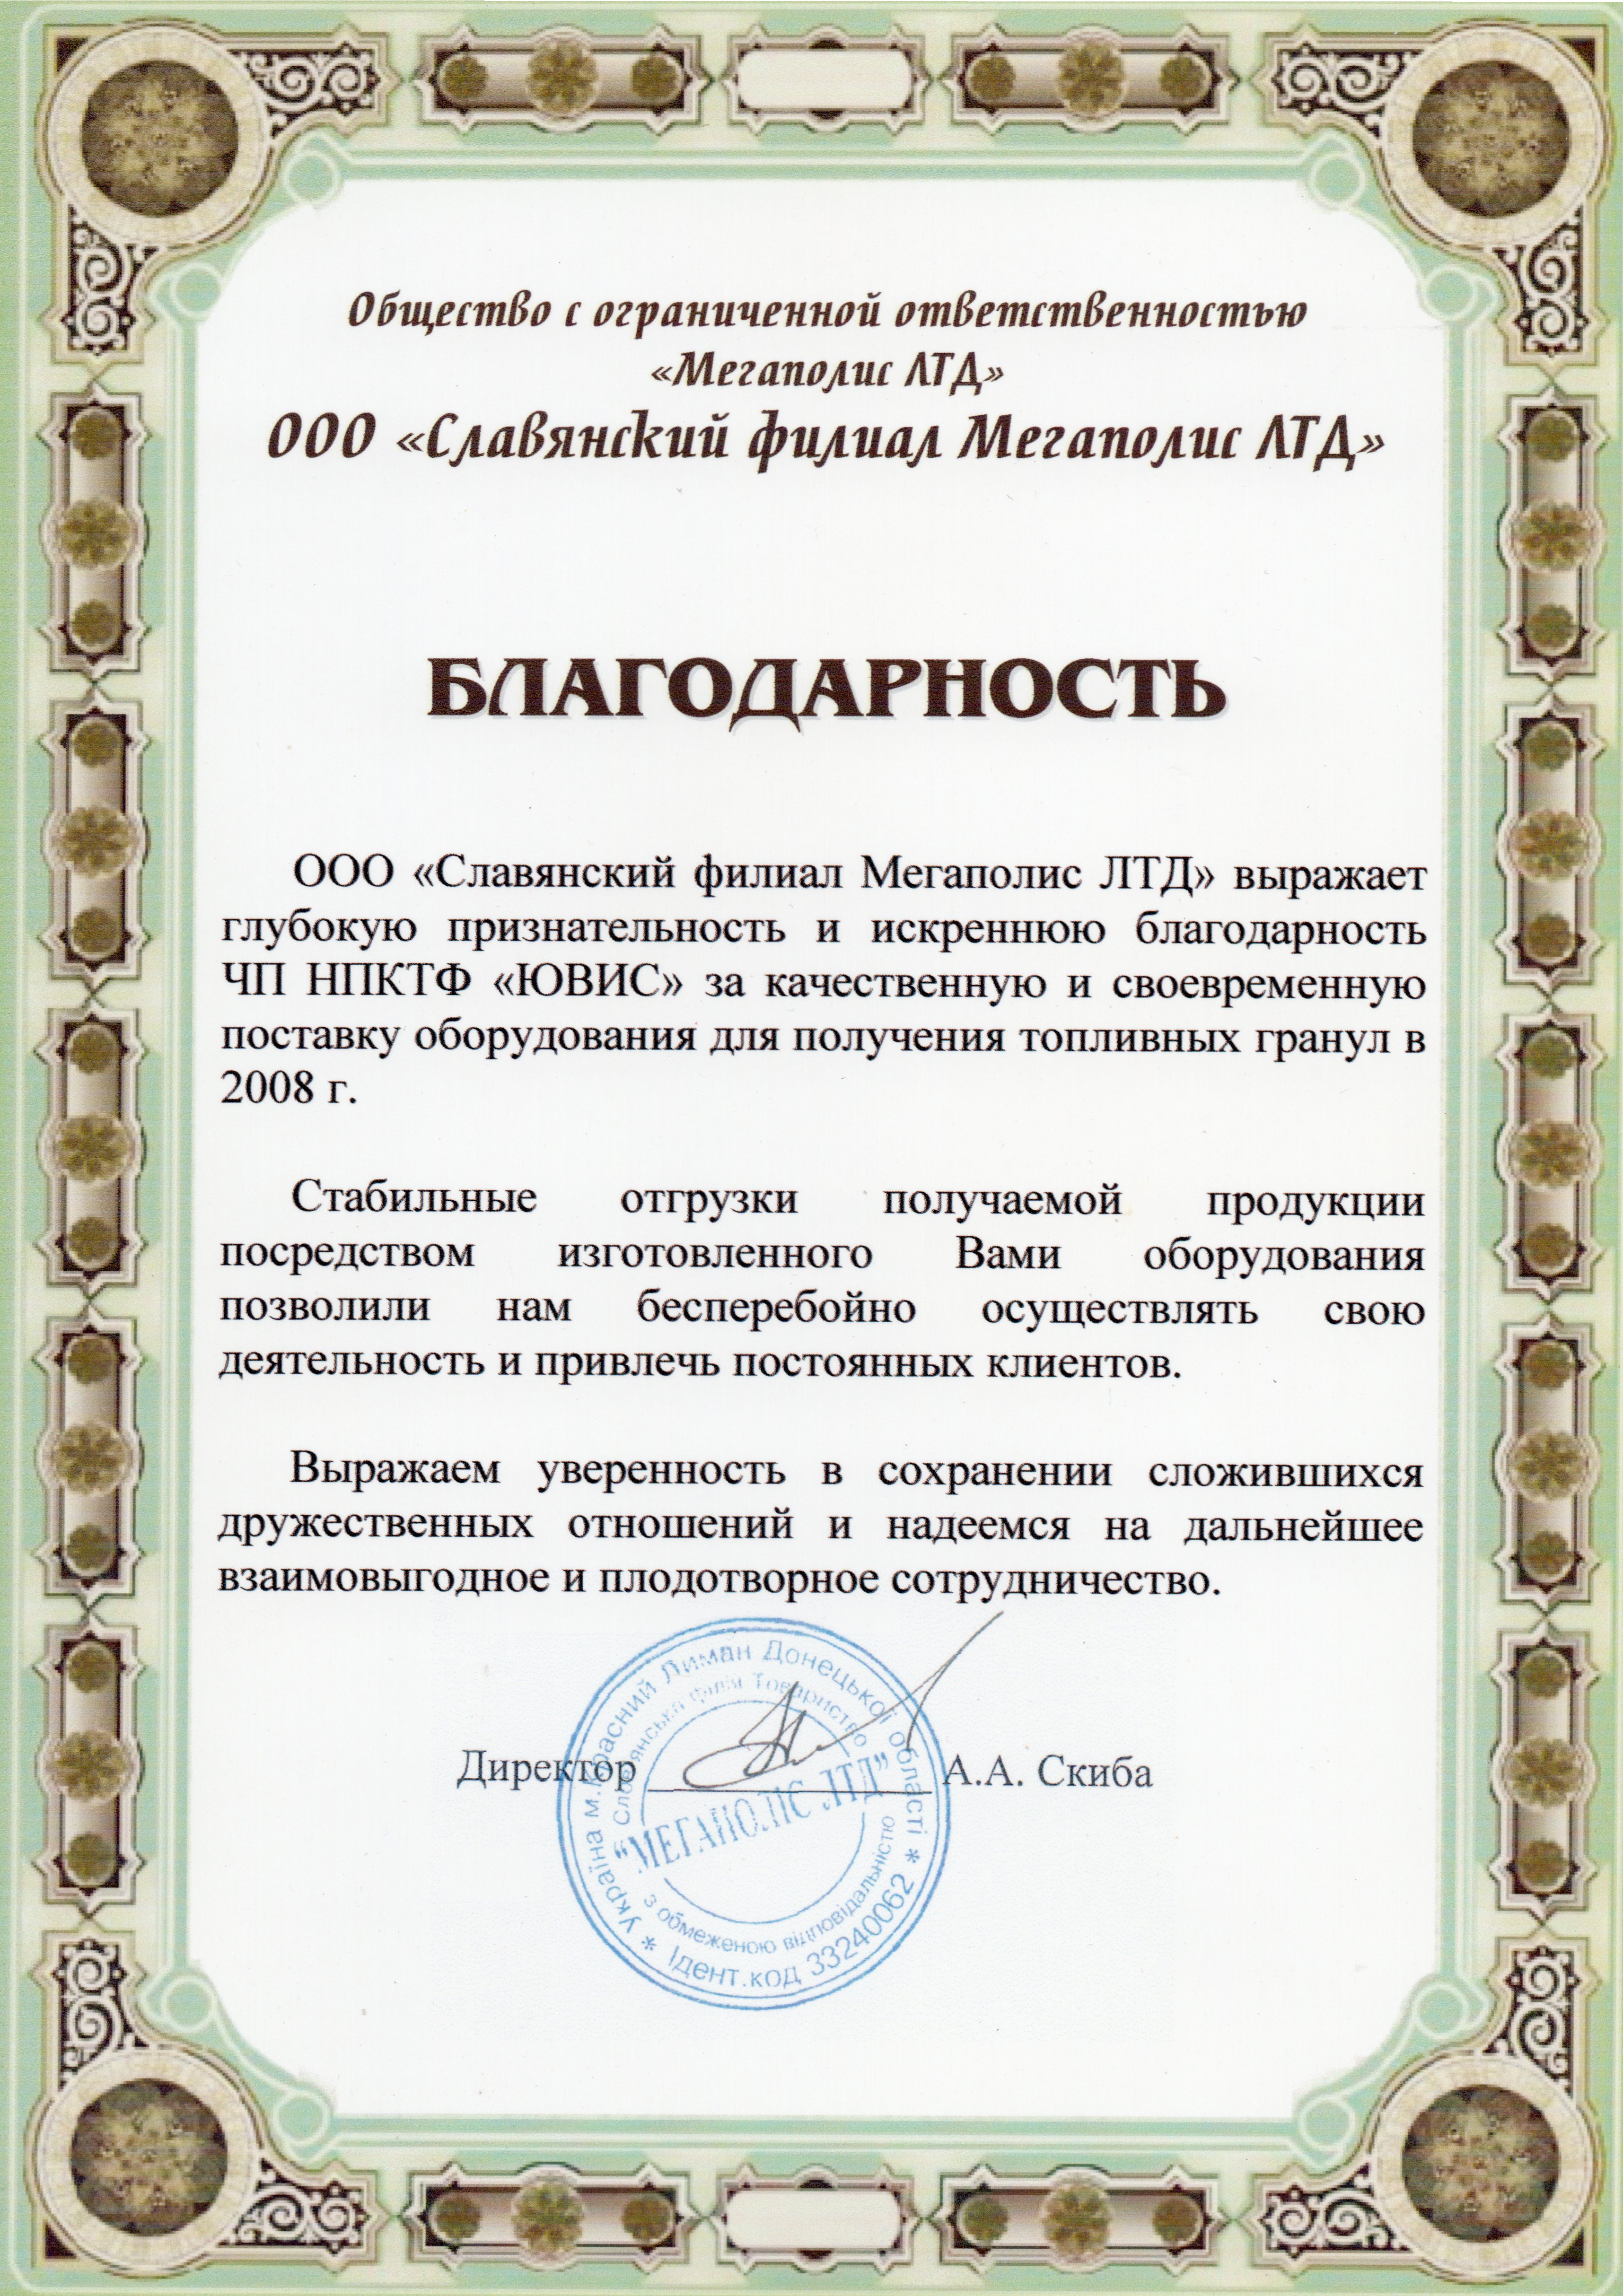 Общество с ограниченной ответственностью
«Мегаполис ЛТД»
ООО «Славянский филиал Мегаполис ЛТД»
БЛАГОДАРНОСТЬ
ООО «Славянский филиал Мегаполис ЛТД» выражает
глубокую признательность и искреннюю благодарность
ЧП НПКТФ «ЮВИС» за качественную и своевременную
поставку оборудования для получения топливных гранул в
2008 г.
Стабильные отгрузки получаемой продукции
посредством изготовленного Вами оборудования
позволили нам бесперебойно осуществлять свою
деятельность и привлечь постоянных клиентов.
Выражаем уверенность в сохранении сложившихся
дружественных отношений и надеемся на дальнейшее
взаимовыгодное и плодотворное сотрудничество.
Директор А.А. Скиба
Україна м.Красний Лиман Донецької області *
Слов'янська філія Товариство
"МЕГАПОЛІС ЛТД"
з обмеженою відповідальністю
* Ідент.код 33240062